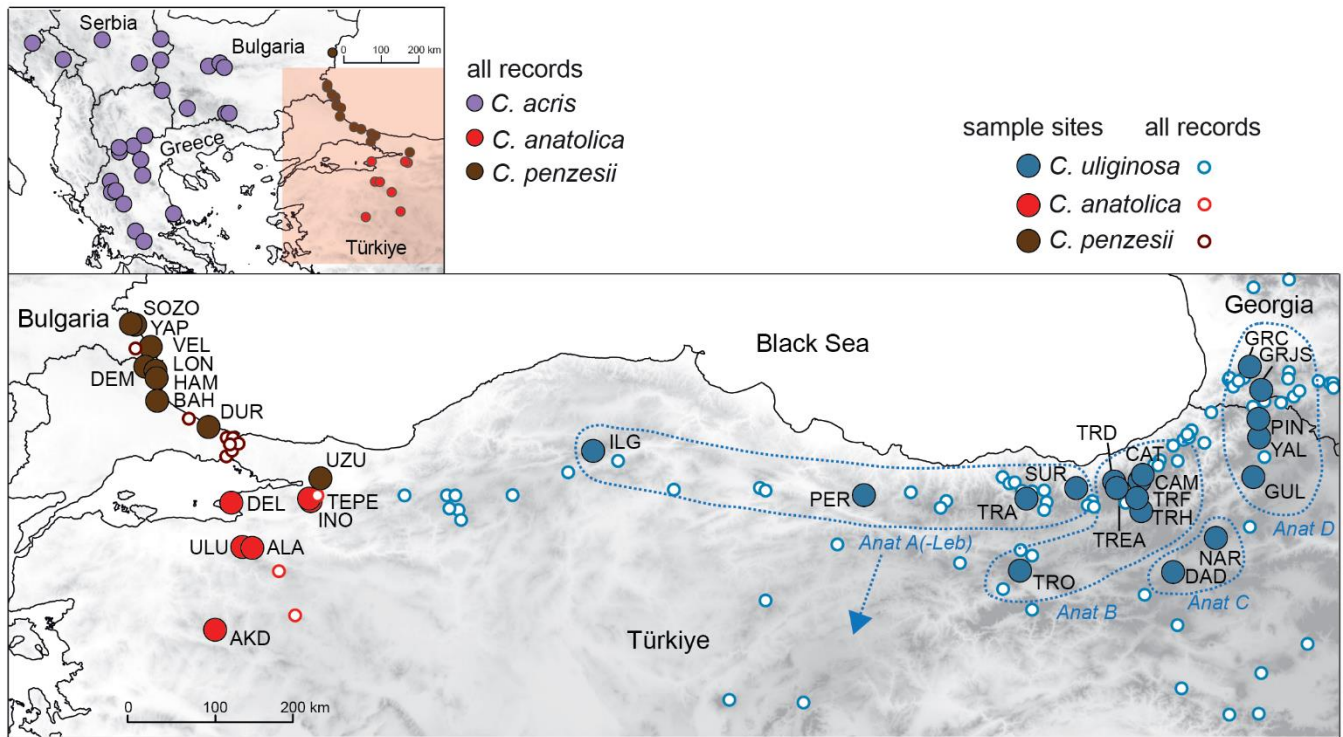 Serbia
Bulgaria
0 100 200 km
Greece
Türkiye
all records
C. acris
C. anatolica
C. penzesii
sample sites all records
C. uliginosa
C. anatolica
C. penzesii
Bulgaria
SOZO
YAP
VEL
LON
DEM
HAM
BAH
DUR
UZU
DEL
TEPE
INO
ULU
ALA
AKD
0 100 200 km
Black Sea
Türkiye
Georgia
ILG
PER
SUR
TRA
Anat A(-Leb)
TRD
CAT
CAM
TRF
TRH
TREA
TRO
Anat B
NAR
DAD
Anat C
GRC
GRJS
PIN
YAL
GUL
Anat D